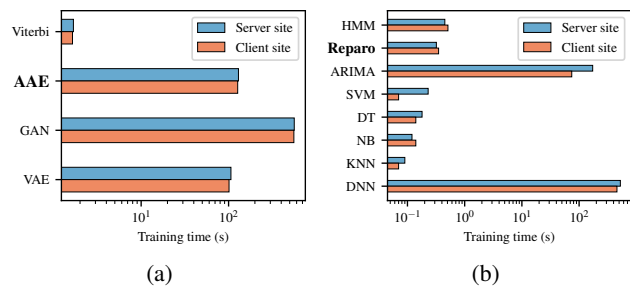 Viterbi
AAE
GAN
VAE
Server site
Client site
10^1
10^2
Training time (s)
(a)
HMM
Reparo
ARIMA
SVM
DT
NB
KNN
DNN
Server site
Client site
10^−1
10^0
10^1
10^2
Training time (s)
(b)